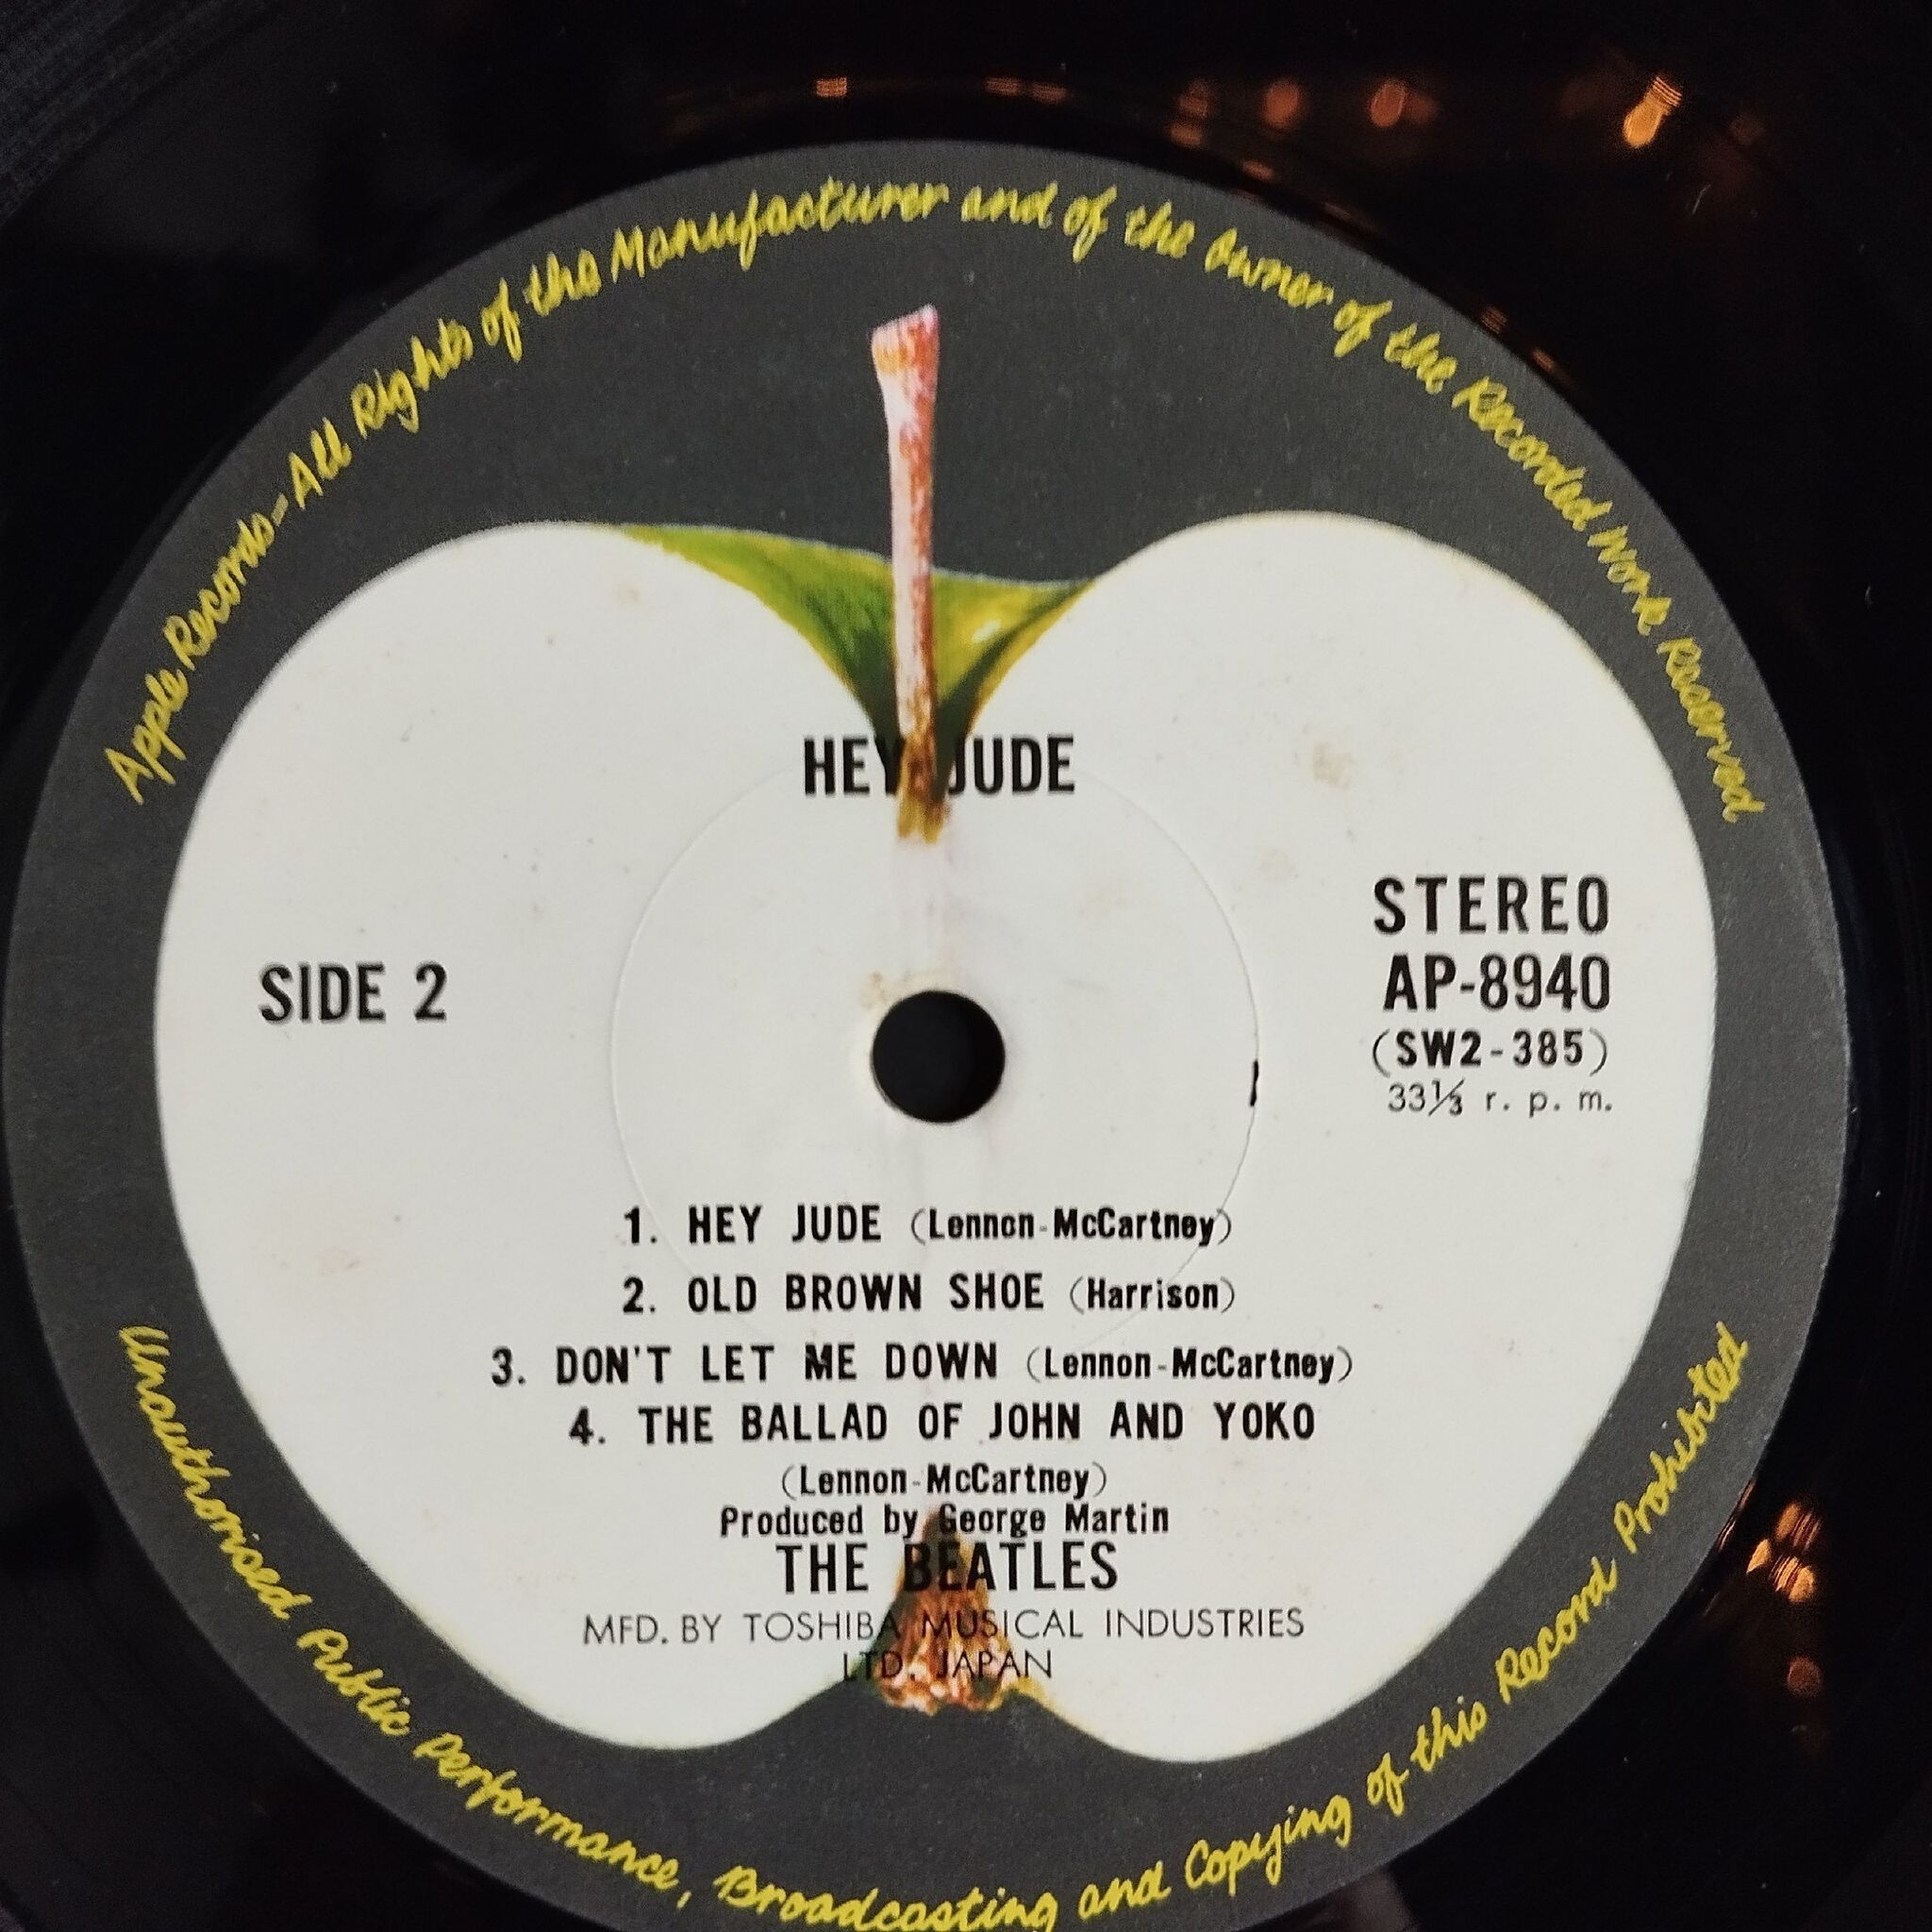 Apple Records-All Rights of the Manufacturer and of the Owner of the Recorded Work Reserved
HEY JUDE
STEREO
SIDE 2
AP-8940
(SW2-385)
33⅓ r. p. m.
1. HEY JUDE (Lennon-McCartney)
2. OLD BROWN SHOE (Harrison)
3. DON'T LET ME DOWN (Lennon-McCartney)
4. THE BALLAD OF JOHN AND YOKO
(Lennon-McCartney)
Produced by George Martin
THE BEATLES
MFD. BY TOSHIBA MUSICAL INDUSTRIES
LTD. JAPAN
Unauthorised Public Performance, Broadcasting and Copying of this Record Prohibited